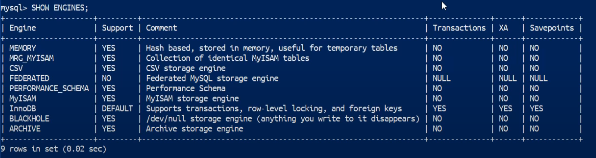 mysql> SHOW ENGINES;
+--------------------+---------+----------------------------------------------------------------+--------------+------+------------+
| Engine | Support | Comment | Transactions | XA | Savepoints |
+--------------------+---------+----------------------------------------------------------------+--------------+------+------------+
| MEMORY | YES | Hash based, stored in memory, useful for temporary tables | NO | NO | NO |
| MRG_MYISAM | YES | Collection of identical MyISAM tables | NO | NO | NO |
| CSV | YES | CSV storage engine | NO | NO | NO |
| FEDERATED | NO | Federated MySQL storage engine | NULL | NULL | NULL |
| PERFORMANCE_SCHEMA | YES | Performance Schema | NO | NO | NO |
| MyISAM | YES | MyISAM storage engine | NO | NO | NO |
| InnoDB | DEFAULT | Supports transactions, row-level locking, and foreign keys | YES | YES | YES |
| BLACKHOLE | YES | /dev/null storage engine (anything you write to it disappears) | NO | NO | NO |
| ARCHIVE | YES | Archive storage engine | NO | NO | NO |
+--------------------+---------+----------------------------------------------------------------+--------------+------+------------+
9 rows in set (0.02 sec)